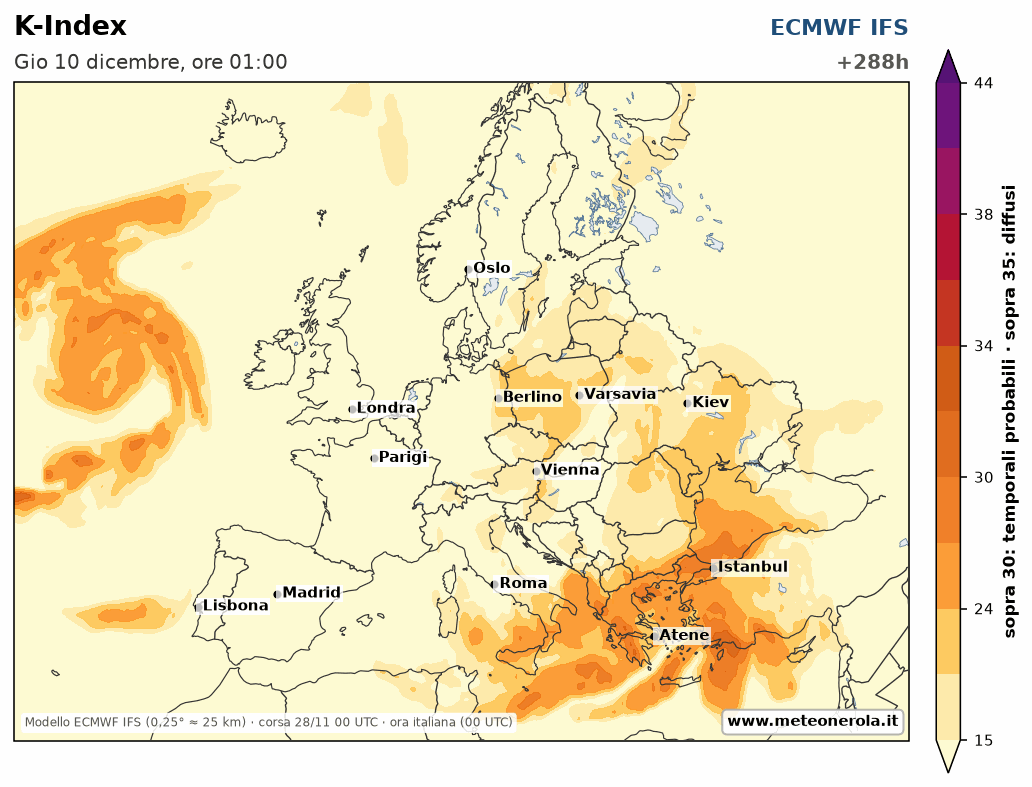 K-Index
ECMWF IFS
Gio 10 dicembre, ore 01:00
+288h
44
38
34
30
24
15
sopra 30: temporali probabili · sopra 35: diffusi
Oslo
Berlino
Varsavia
Kiev
Londra
Parigi
Vienna
Istanbul
Roma
Madrid
Lisbona
Atene
Modello ECMWF IFS (0,25° ≈ 25 km) · corsa 28/11 00 UTC · ora italiana (00 UTC)
www.meteonerola.it